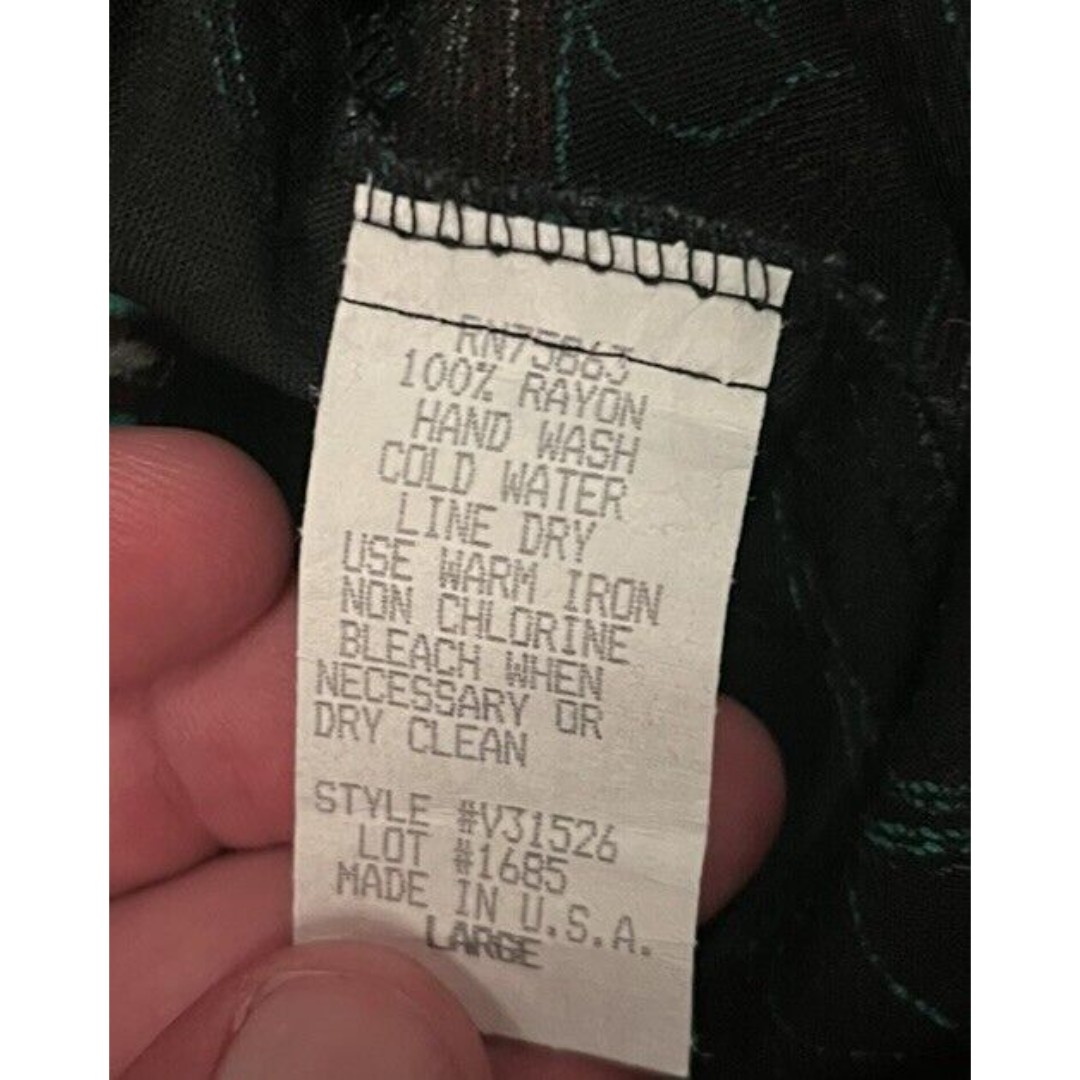 RN75863
100% RAYON
HAND WASH
COLD WATER
LINE DRY
USE WARM IRON
NON CHLORINE
BLEACH WHEN
NECESSARY OR
DRY CLEAN
STYLE #V31526
LOT #1685
MADE IN U.S.A.
LARGE